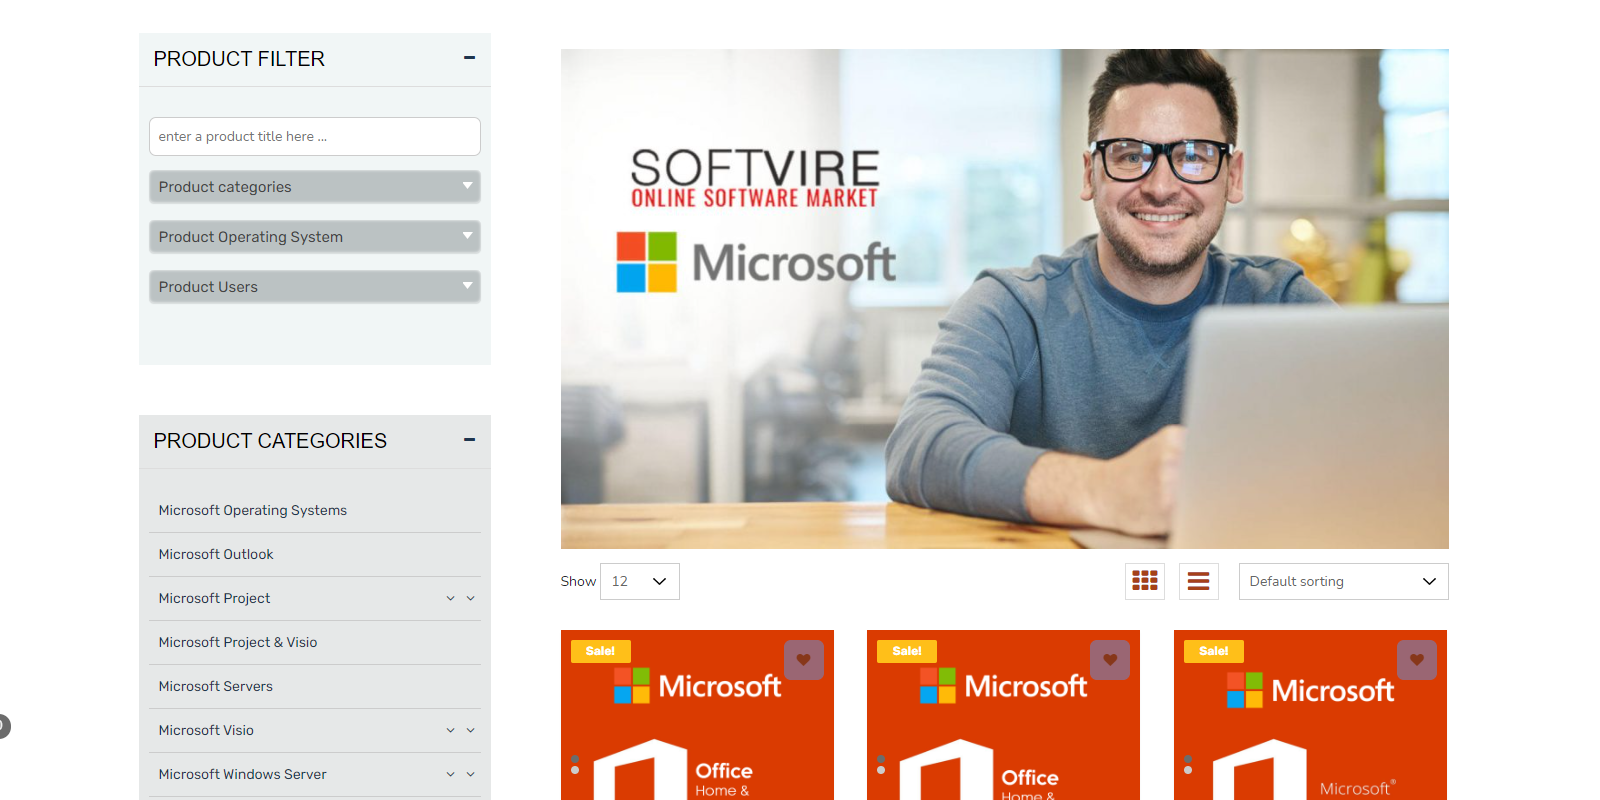 PRODUCT FILTER
enter a product title here ...
Product categories
Product Operating System
Product Users
PRODUCT CATEGORIES
Microsoft Operating Systems
Microsoft Outlook
Microsoft Project
Microsoft Project & Visio
Microsoft Servers
Microsoft Visio
Microsoft Windows Server
SOFTVIRE
ONLINE SOFTWARE MARKET
Microsoft
Show 12
Default sorting
Sale!
Microsoft
Office
Home &
Sale!
Microsoft
Office
Home &
Sale!
Microsoft
Microsoft®